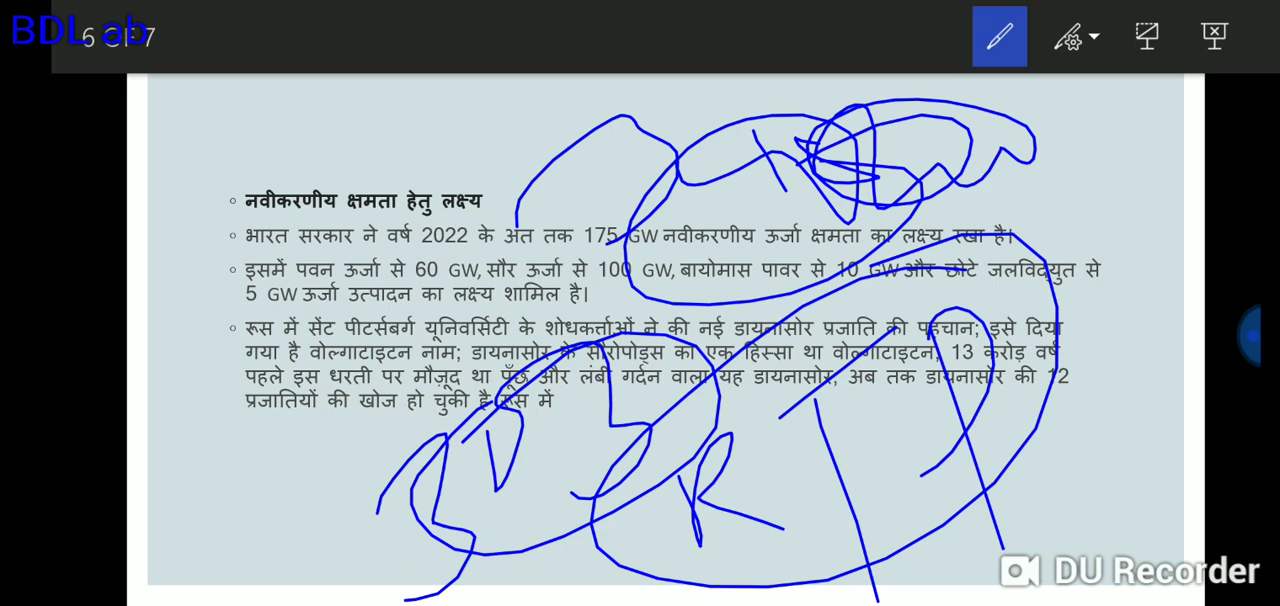 BDL ab
6 OF 7
नवीकरणीय क्षमता हेतु लक्ष्य
भारत सरकार ने वर्ष 2022 के अंत तक 175 GW नवीकरणीय ऊर्जा क्षमता का लक्ष्य रखा है।
इसमें पवन ऊर्जा से 60 GW, सौर ऊर्जा से 100 GW, बायोमास पावर से 10 GW और छोटे जलविद्युत से
5 GW ऊर्जा उत्पादन का लक्ष्य शामिल है।
रूस में सेंट पीटर्सबर्ग यूनिवर्सिटी के शोधकर्त्ताओं ने की नई डायनासोर प्रजाति की पहचान; इसे दिया
गया है वोल्गाटाइटन नाम; डायनासोर के सौरोपोड्स का एक हिस्सा था वोल्गाटाइटन, 13 करोड़ वर्ष
पहले इस धरती पर मौज़ूद था पूँछ और लंबी गर्दन वाला यह डायनासोर, अब तक डायनासोर की 12
प्रजातियों की खोज हो चुकी है रूस में
DU Recorder